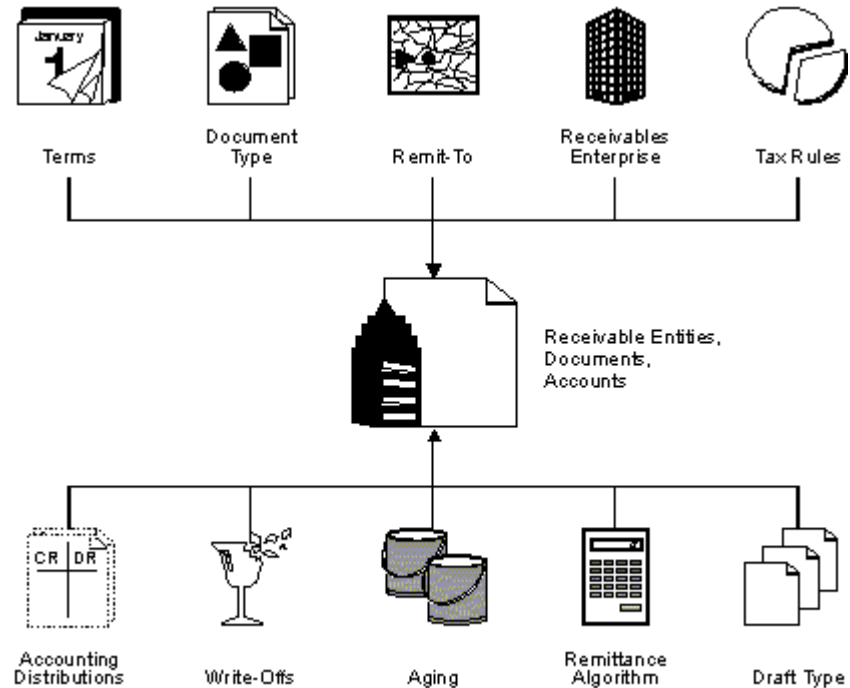 January
1
Terms
Document
Type
Remit-To
Receivables
Enterprise
Tax Rules
Receivable Entities,
Documents,
Accounts
CR DR
Accounting
Distributions
Write-Offs
Aging
Remittance
Algorithm
Draft Type